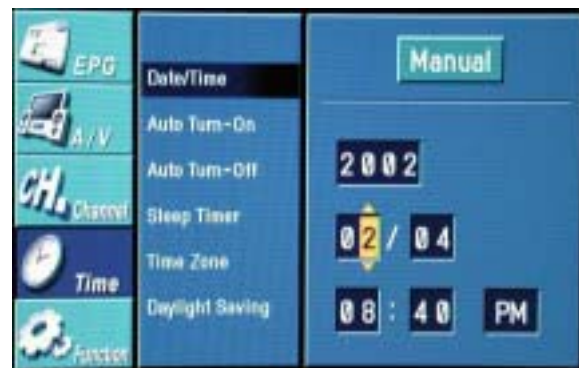 EPG
A/V
CH. Channel
Time
Function
Date/Time
Auto Turn-On
Auto Turn-Off
Sleep Timer
Time Zone
Daylight Saving
Manual
2002
02 / 04
08 : 40 PM